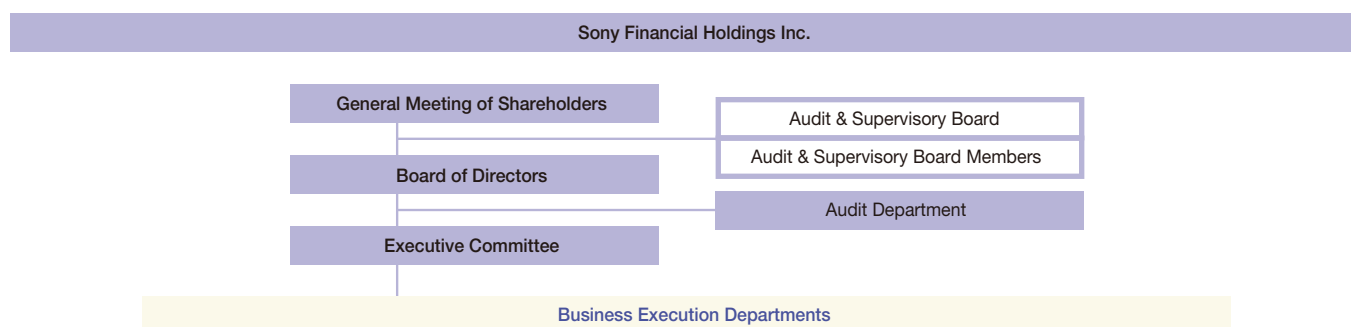 Sony Financial Holdings Inc.
General Meeting of Shareholders
Audit & Supervisory Board
Audit & Supervisory Board Members
Board of Directors
Audit Department
Executive Committee
Business Execution Departments